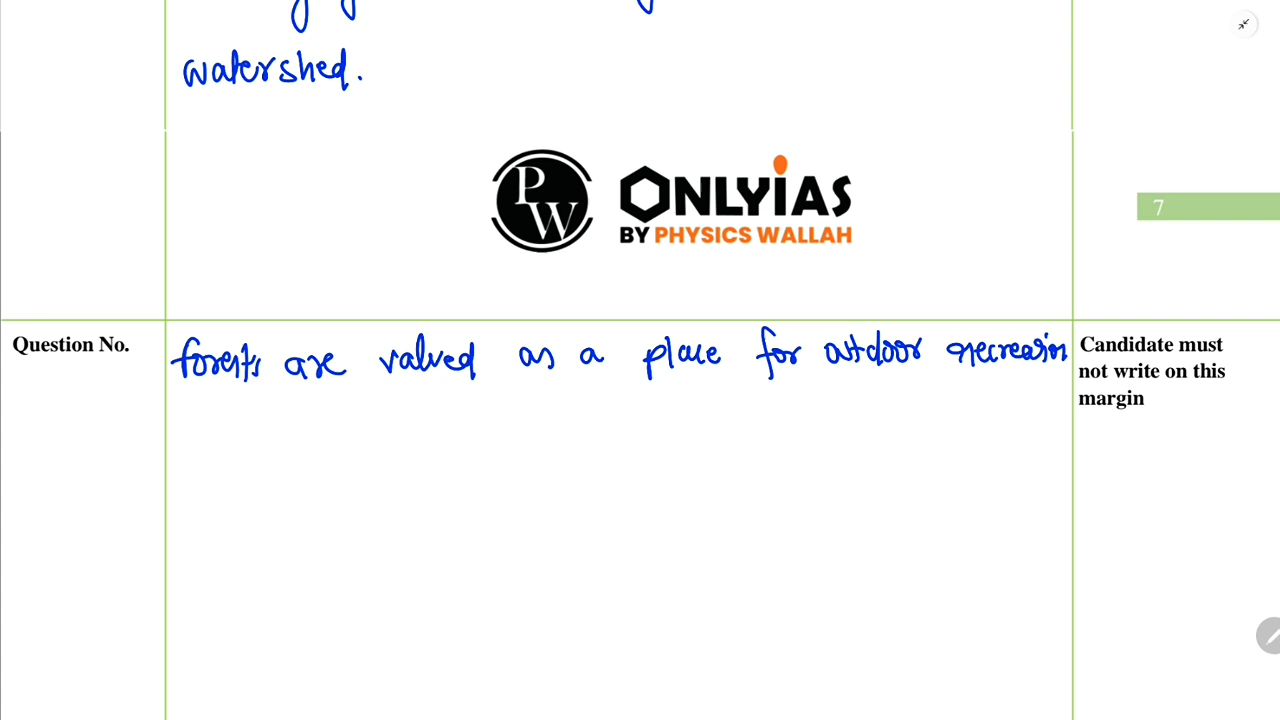 watershed.
PW ONLYIAS
BY PHYSICS WALLAH
7
Question No.
forests are valued as a place for outdoor recreation
Candidate must
not write on this
margin